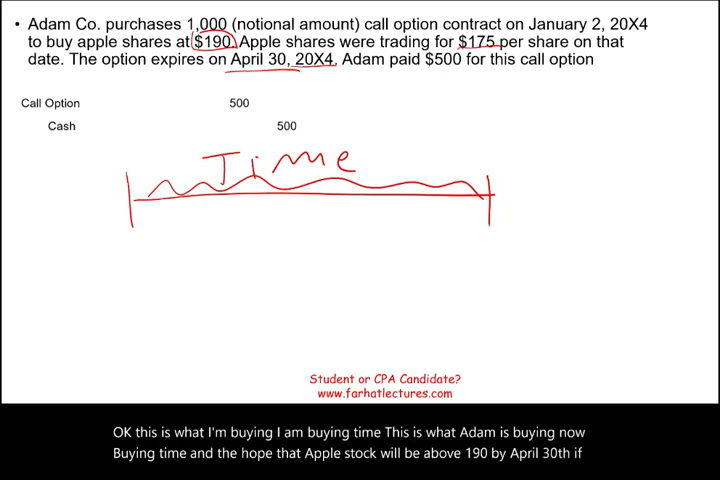 • Adam Co. purchases 1,000 (notional amount) call option contract on January 2, 20X4
to buy apple shares at $190. Apple shares were trading for $175 per share on that
date. The option expires on April 30, 20X4, Adam paid $500 for this call option
Call Option 500
Cash 500
Time
Student or CPA Candidate?
www.farhatlectures.com
OK this is what I'm buying I am buying time This is what Adam is buying now
Buying time and the hope that Apple stock will be above 190 by April 30th if